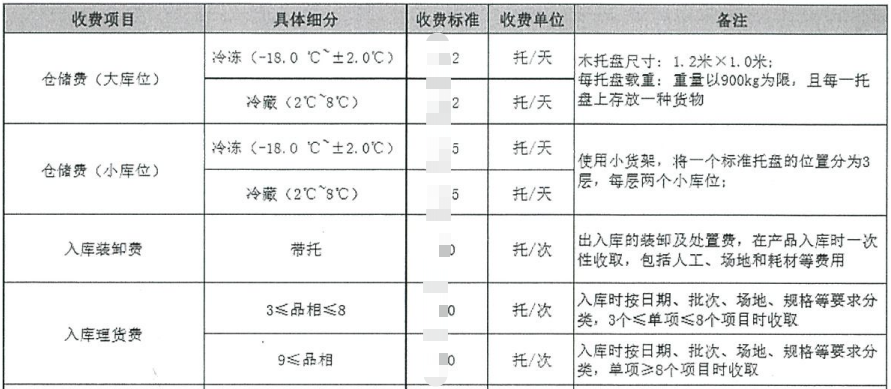 收费项目 具体细分 收费标准 收费单位 备注
仓储费（大库位） 冷冻（-18.0 ℃~±2.0℃） 2 托/天 木托盘尺寸：1.2米×1.0米；
每托盘载重：重量以900kg为限，且每一托
盘上存放一种货物
冷藏（2℃~8℃） 2 托/天
仓储费（小库位） 冷冻（-18.0 ℃~±2.0℃） 5 托/天 使用小货架，将一个标准托盘的位置分为3
层，每层两个小库位；
冷藏（2℃~8℃） 5 托/天
入库装卸费 带托 0 托/次 出入库的装卸及处置费，在产品入库时一次
性收取，包括人工、场地和耗材等费用
入库理货费 3≤品相≤8 0 托/次 入库时按日期、批次、场地、规格等要求分
类，3个≤单项≤8个项目时收取
9≤品相 0 托/次 入库时按日期、批次、场地、规格等要求分
类，单项≥8个项目时收取